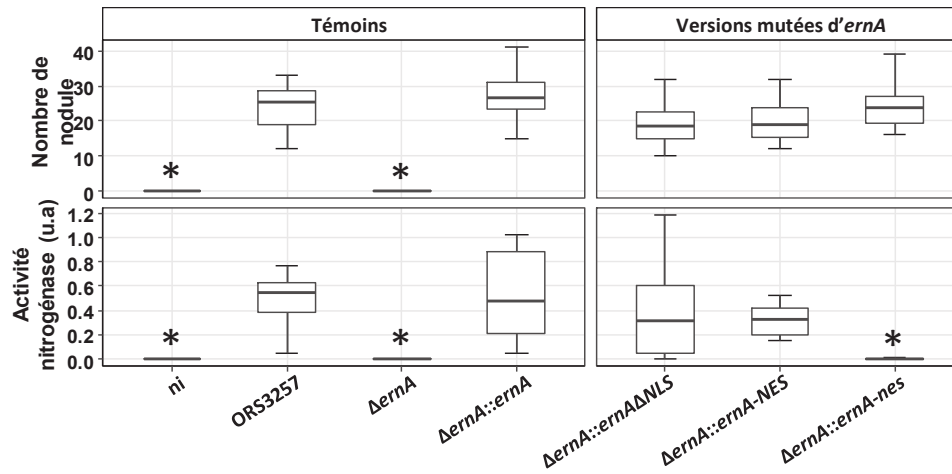 Témoins
Versions mutées d'ernA
Nombre de
nodule
40
30
20
10
0
*
*
Activité
nitrogénase (u.a)
1.2
1.0
0.8
0.6
0.4
0.2
0.0
*
*
*
ni
ORS3257
ΔernA
ΔernA::ernA
ΔernA::ernAΔNLS
ΔernA::ernA-NES
ΔernA::ernA-nes